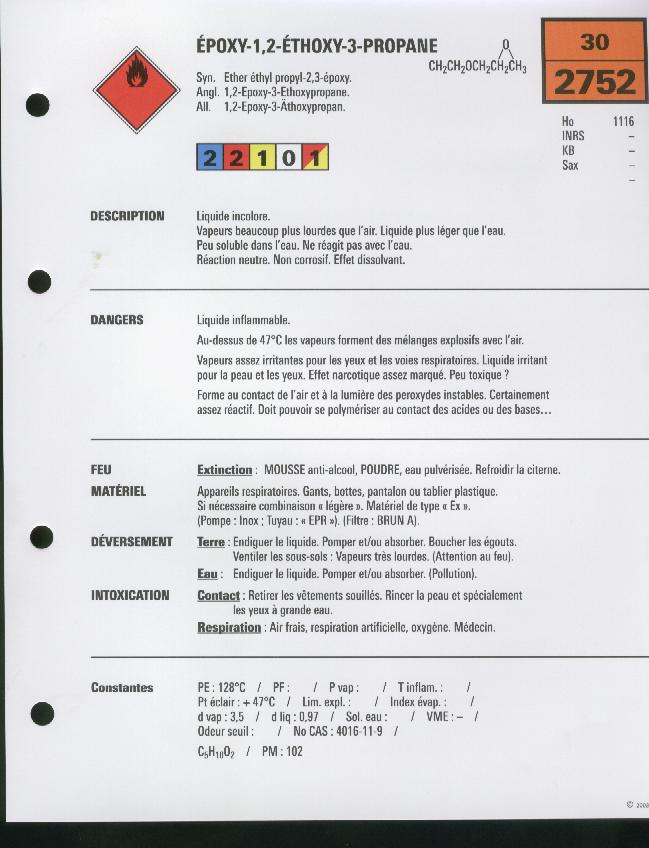 ÉPOXY-1,2-ÉTHOXY-3-PROPANE
O
CH₂CH₂OCH₂CH₂CH₃
30
2752
Syn. Ether éthyl propyl-2,3-époxy.
Angl. 1,2-Epoxy-3-Ethoxypropane.
All. 1,2-Epoxy-3-Äthoxypropan.
Ho 1116
INRS –
KB –
Sax –
–
2 2 1 0 1
DESCRIPTION Liquide incolore.
Vapeurs beaucoup plus lourdes que l'air. Liquide plus léger que l'eau.
Peu soluble dans l'eau. Ne réagit pas avec l'eau.
Réaction neutre. Non corrosif. Effet dissolvant.
DANGERS Liquide inflammable.
Au-dessus de 47°C les vapeurs forment des mélanges explosifs avec l'air.
Vapeurs assez irritantes pour les yeux et les voies respiratoires. Liquide irritant
pour la peau et les yeux. Effet narcotique assez marqué. Peu toxique ?
Forme au contact de l'air et à la lumière des peroxydes instables. Certainement
assez réactif. Doit pouvoir se polymériser au contact des acides ou des bases...
FEU Extinction : MOUSSE anti-alcool, POUDRE, eau pulvérisée. Refroidir la citerne.
MATÉRIEL Appareils respiratoires. Gants, bottes, pantalon ou tablier plastique.
Si nécessaire combinaison « légère ». Matériel de type « Ex ».
(Pompe : Inox ; Tuyau : « EPR »). (Filtre : BRUN A).
DÉVERSEMENT Terre : Endiguer le liquide. Pomper et/ou absorber. Boucher les égouts.
Ventiler les sous-sols : Vapeurs très lourdes. (Attention au feu).
Eau : Endiguer le liquide. Pomper et/ou absorber. (Pollution).
INTOXICATION Contact : Retirer les vêtements souillés. Rincer la peau et spécialement
les yeux à grande eau.
Respiration : Air frais, respiration artificielle, oxygène. Médecin.
Constantes PE : 128°C / PF : / P vap : / T inflam. : /
Pt éclair : + 47°C / Lim. expl. : / Index évap. : /
d vap : 3,5 / d liq : 0,97 / Sol. eau : / VME : – /
Odeur seuil : / No CAS : 4016-11-9 /
C₅H₁₀O₂ / PM : 102
© 2003